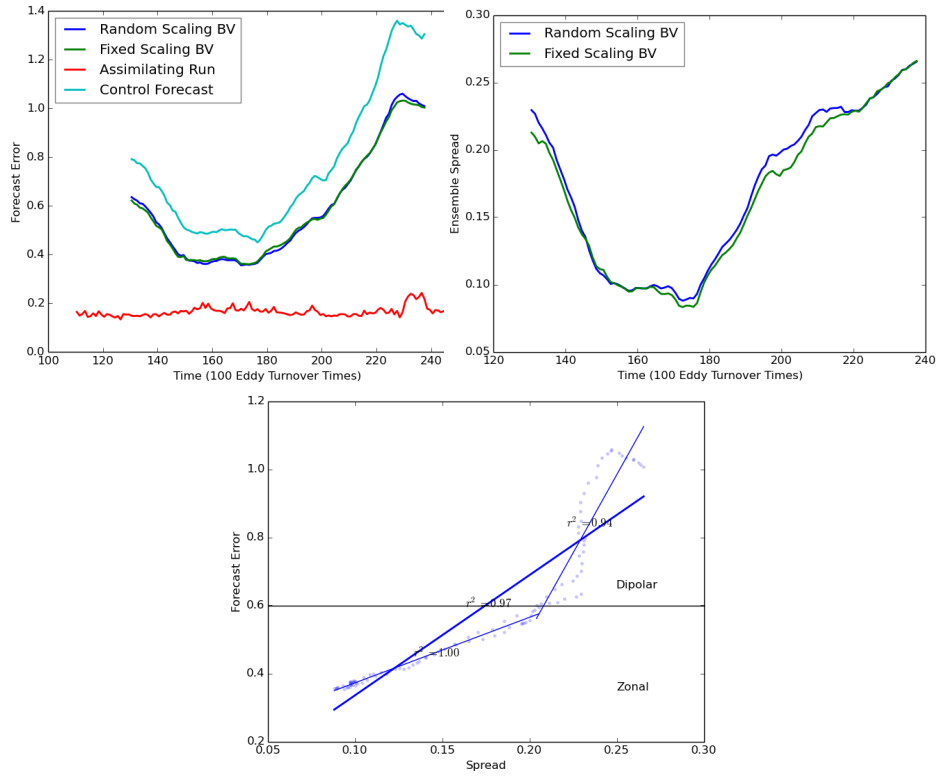 1.4
1.2
1.0
0.8
0.6
0.4
0.2
0.0
Forecast Error
Random Scaling BV
Fixed Scaling BV
Assimilating Run
Control Forecast
100 120 140 160 180 200 220 240
Time (100 Eddy Turnover Times)
0.30
0.25
0.20
0.15
0.10
0.05
Ensemble Spread
Random Scaling BV
Fixed Scaling BV
120 140 160 180 200 220 240
Time (100 Eddy Turnover Times)
1.2
1.0
0.8
0.6
0.4
0.2
Forecast Error
r² =0.94
Dipolar
r² =0.97
r² =1.00
Zonal
0.05 0.10 0.15 0.20 0.25 0.30
Spread